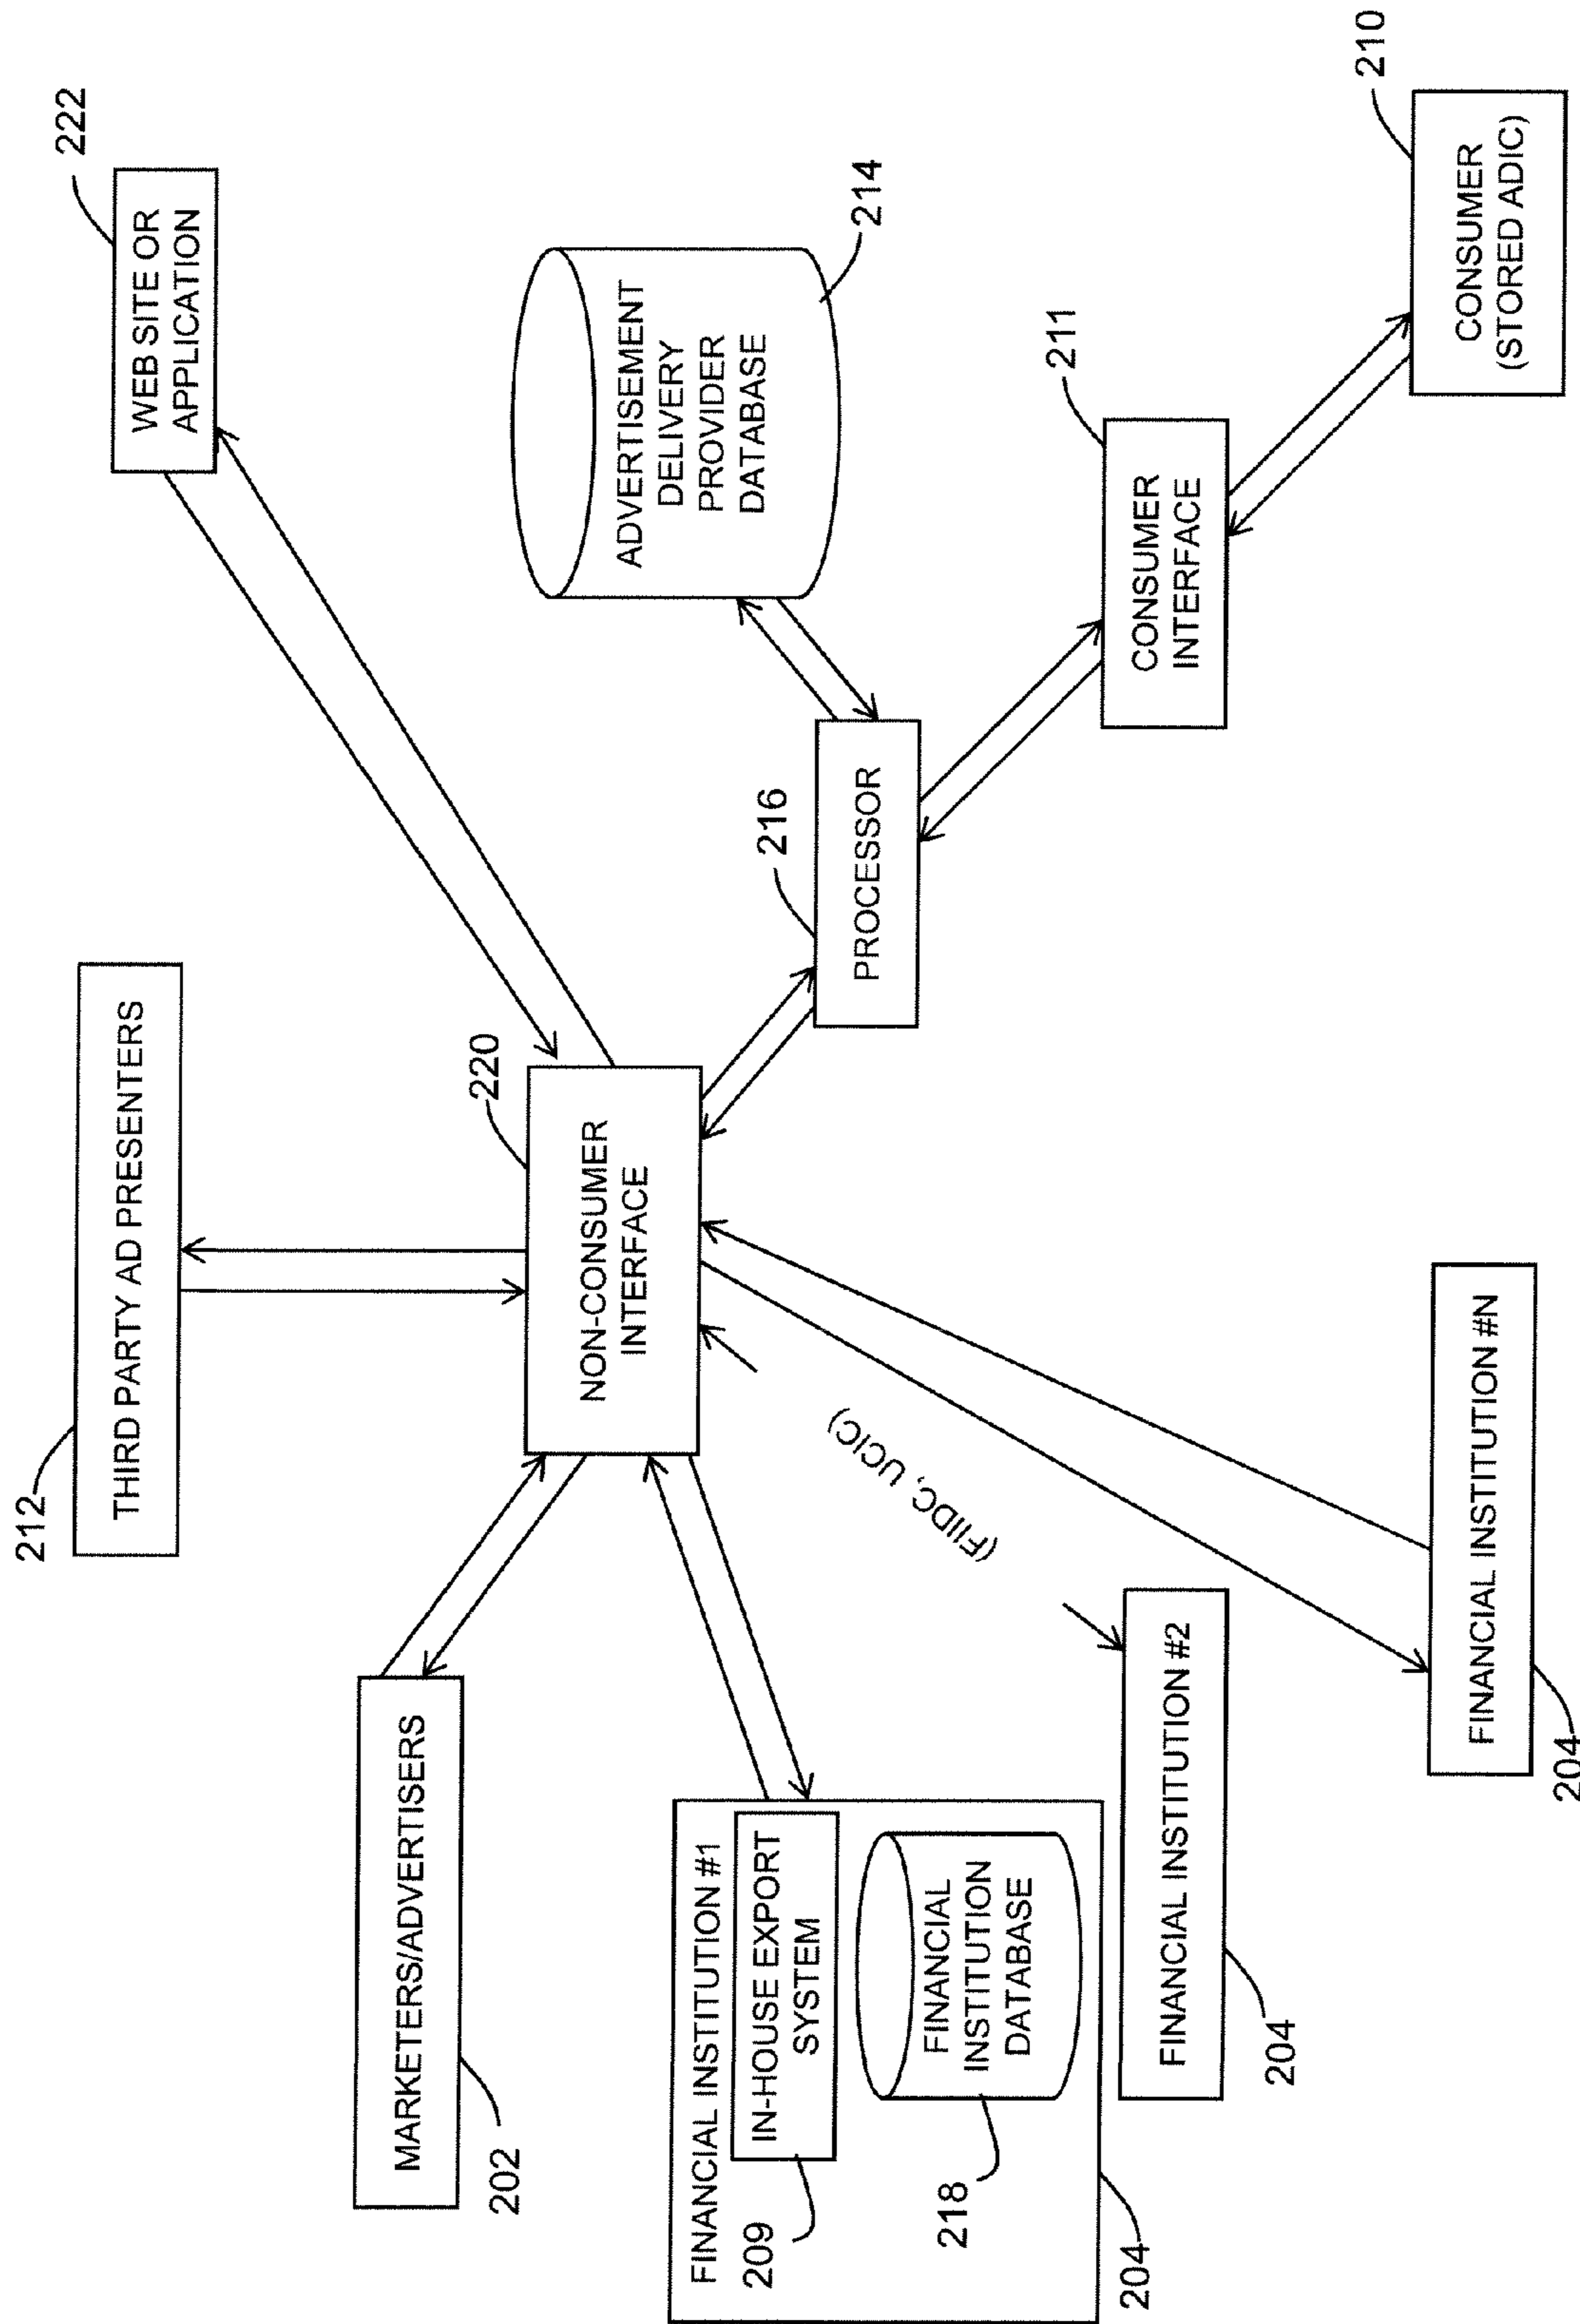 212
THIRD PARTY AD PRESENTERS
222
WEB SITE OR
APPLICATION
202
MARKETERS/ADVERTISERS
220
NON-CONSUMER
INTERFACE
ADVERTISEMENT
DELIVERY
PROVIDER
DATABASE
214
FINANCIAL INSTITUTION #1
209
IN-HOUSE EXPORT
SYSTEM
218
FINANCIAL
INSTITUTION
DATABASE
204
(FIIDC, UCIC)
216
PROCESSOR
211
CONSUMER
INTERFACE
FINANCIAL INSTITUTION #2
204
FINANCIAL INSTITUTION #N
204
210
CONSUMER
(STORED ADIC)